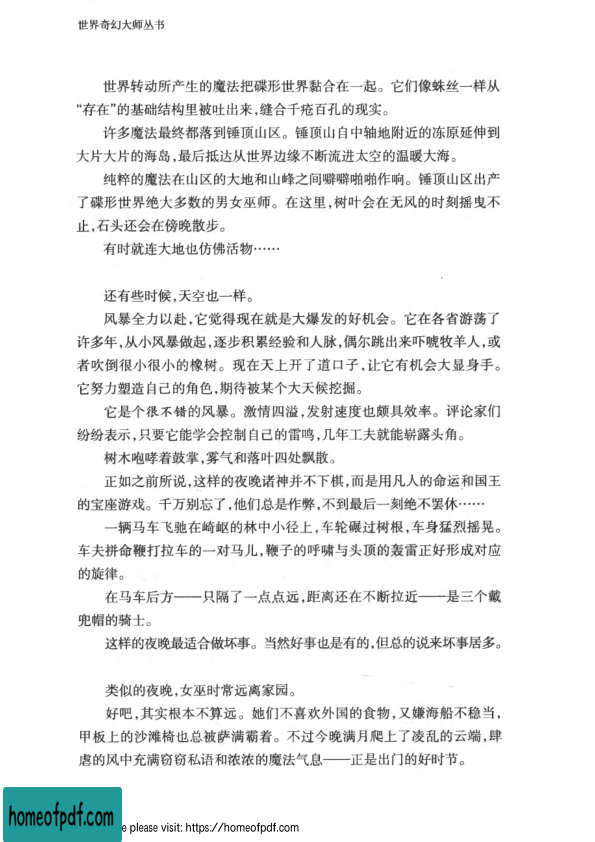 世界奇幻大师丛书
世界转动所产生的魔法把碟形世界黏合在一起。它们像蛛丝一样从
“存在”的基础结构里被吐出来,缝合千疮百孔的现实。
许多魔法最终都落到锤顶山区。锤顶山自中轴地附近的冻原延伸到
大片大片的海岛,最后抵达从世界边缘不断流进太空的温暖大海。
纯粹的魔法在山区的大地和山峰之间噼噼啪啪作响。锤顶山区出产
了碟形世界绝大多数的男女巫师。在这里,树叶会在无风的时刻摇曳不
止,石头还会在傍晚散步。
有时就连大地也仿佛活物……
还有些时候,天空也一样。
风暴全力以赴,它觉得现在就是大爆发的好机会。它在各省游荡了
许多年,从小风暴做起,逐步积累经验和人脉,偶尔跳出来吓唬牧羊人,或
者吹倒很小很小的橡树。现在天上开了道口子,让它有机会大显身手。
它努力塑造自己的角色,期待被某个大天候挖掘。
它是个很不错的风暴。激情四溢,发射速度也颇具效率。评论家们
纷纷表示,只要它能学会控制自己的雷鸣,几年工夫就能崭露头角。
树木咆哮着鼓掌,雾气和落叶四处飘散。
正如之前所说,这样的夜晚诸神并不下棋,而是用凡人的命运和国王
的宝座游戏。千万别忘了,他们总是作弊,不到最后一刻绝不罢休……
一辆马车飞驰在崎岖的林中小径上,车轮碾过树根,车身猛烈摇晃。
车夫拼命鞭打拉车的一对马儿,鞭子的呼啸与头顶的轰雷正好形成对应
的旋律。
在马车后方——只隔了一点点远,距离还在不断拉近——是三个戴
兜帽的骑士。
这样的夜晚最适合做坏事。当然好事也是有的,但总的说来坏事居多。
类似的夜晚,女巫时常远离家园。
好吧,其实根本不算远。她们不喜欢外国的食物,又嫌海船不稳当,
甲板上的沙滩椅也总被萨满霸着。不过今晚满月爬上了凌乱的云端,肆
虐的风中充满窃窃私语和浓浓的魔法气息——正是出门的好时节。
homeofpdf.com
e please visit: https://homeofpdf.com